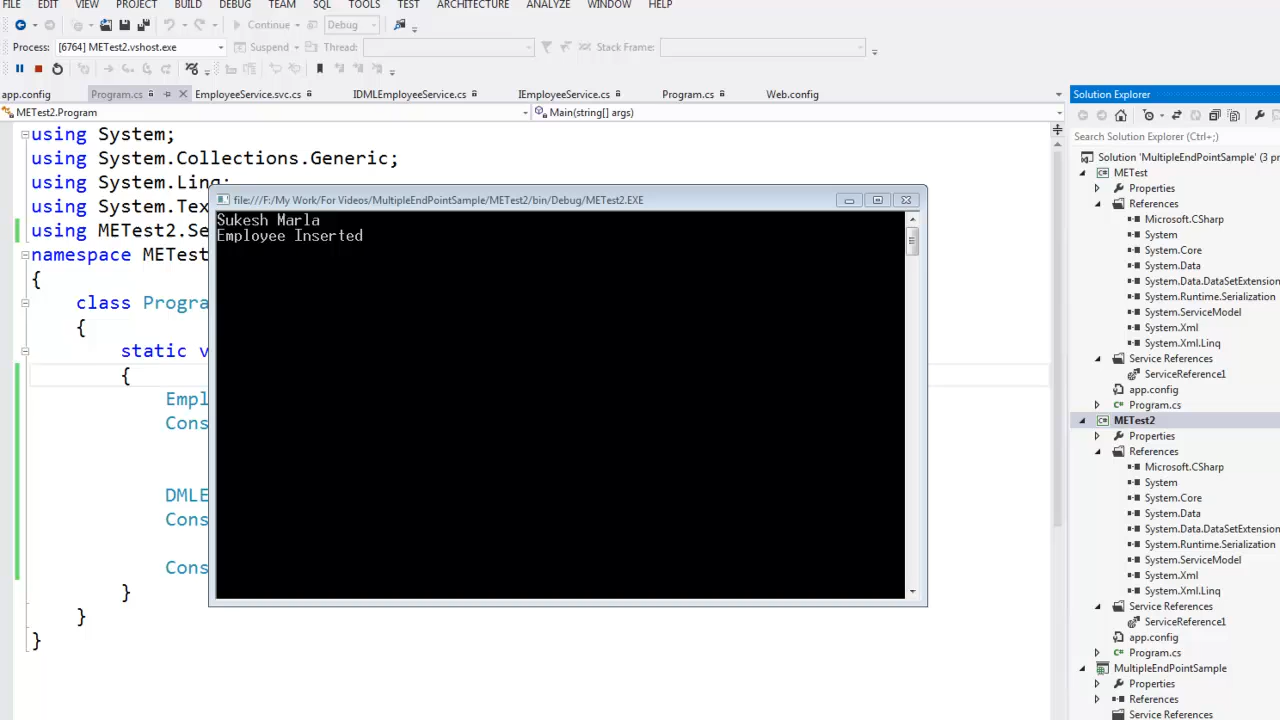 FILE EDIT VIEW PROJECT BUILD DEBUG TEAM SQL TOOLS TEST ARCHITECTURE ANALYZE WINDOW HELP
Continue Debug
Process: [6764] METest2.vshost.exe Suspend Thread: Stack Frame:
app.config Program.cs EmployeeService.svc.cs IDMLEmployeeService.cs IEmployeeService.cs Program.cs Web.config
METest2.Program Main(string[] args)
using System;
using System.Collections.Generic;
using System.Linq;
using System.Tex
using METest2.Se
namespace METest
{
class Progra
{
static v
{
Empl
Cons
DMLE
Cons
Cons
}
}
}
file:///F:/My Work/For Videos/MultipleEndPointSample/METest2/bin/Debug/METest2.EXE
Sukesh Marla
Employee Inserted
Solution Explorer
Search Solution Explorer (Ctrl+;)
Solution 'MultipleEndPointSample' (3 pr
METest
Properties
References
Microsoft.CSharp
System
System.Core
System.Data
System.Data.DataSetExtension
System.Runtime.Serialization
System.ServiceModel
System.Xml
System.Xml.Linq
Service References
ServiceReference1
app.config
Program.cs
METest2
Properties
References
Microsoft.CSharp
System
System.Core
System.Data
System.Data.DataSetExtension
System.Runtime.Serialization
System.ServiceModel
System.Xml
System.Xml.Linq
Service References
ServiceReference1
app.config
Program.cs
MultipleEndPointSample
Properties
References
Service References